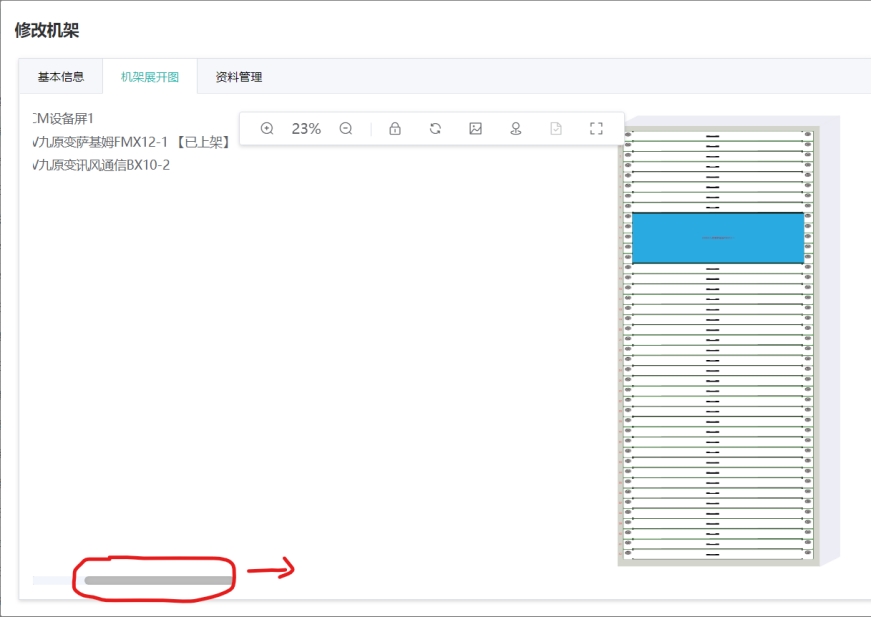 修改机架
基本信息 机架展开图 资料管理
CM设备屏1
V九原变萨基姆FMX12-1 【已上架】
V九原变讯风通信BX10-2
23%